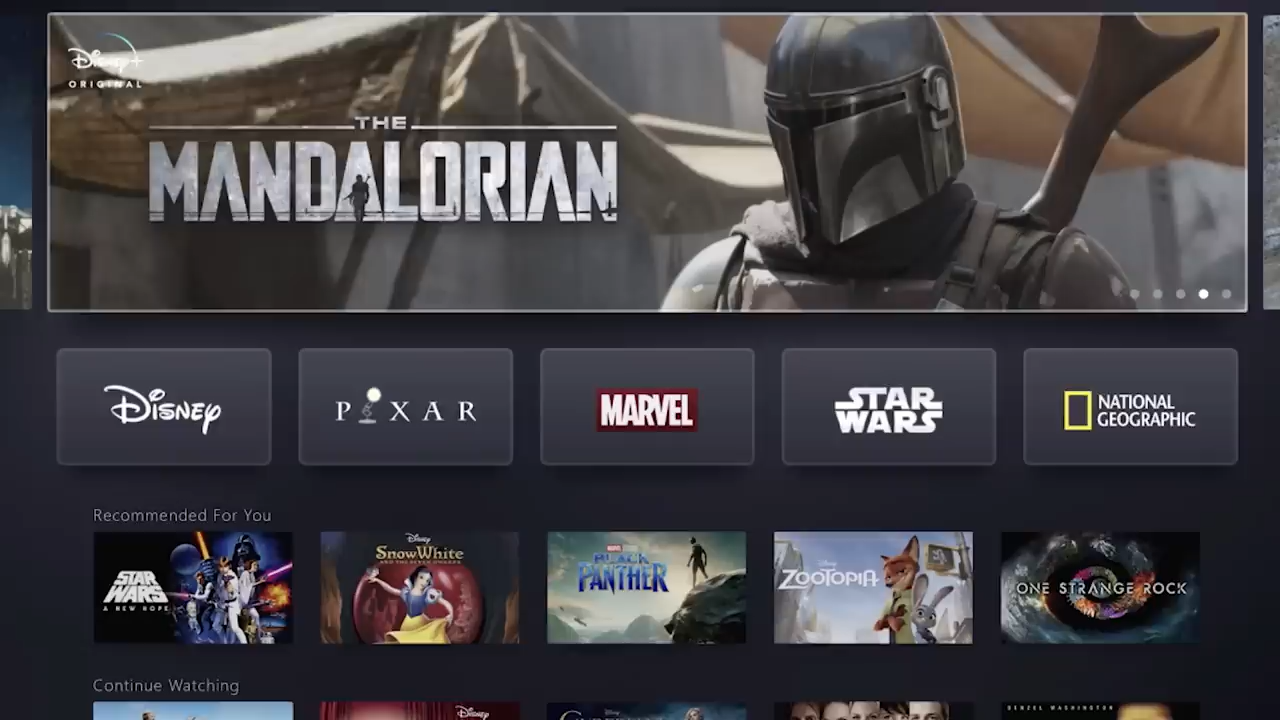 Disney+
ORIGINAL
THE
MANDALORIAN
Disney
PIXAR
MARVEL
STAR
WARS
NATIONAL
GEOGRAPHIC
Recommended For You
STAR
WARS
A NEW HOPE
Disney
SNOW WHITE
AND THE SEVEN DWARFS
MARVEL
BLACK
PANTHER
Disney
ZOOTOPIA
ONE STRANGE ROCK
Continue Watching
Disney
Disney
DENZEL WASHINGTON